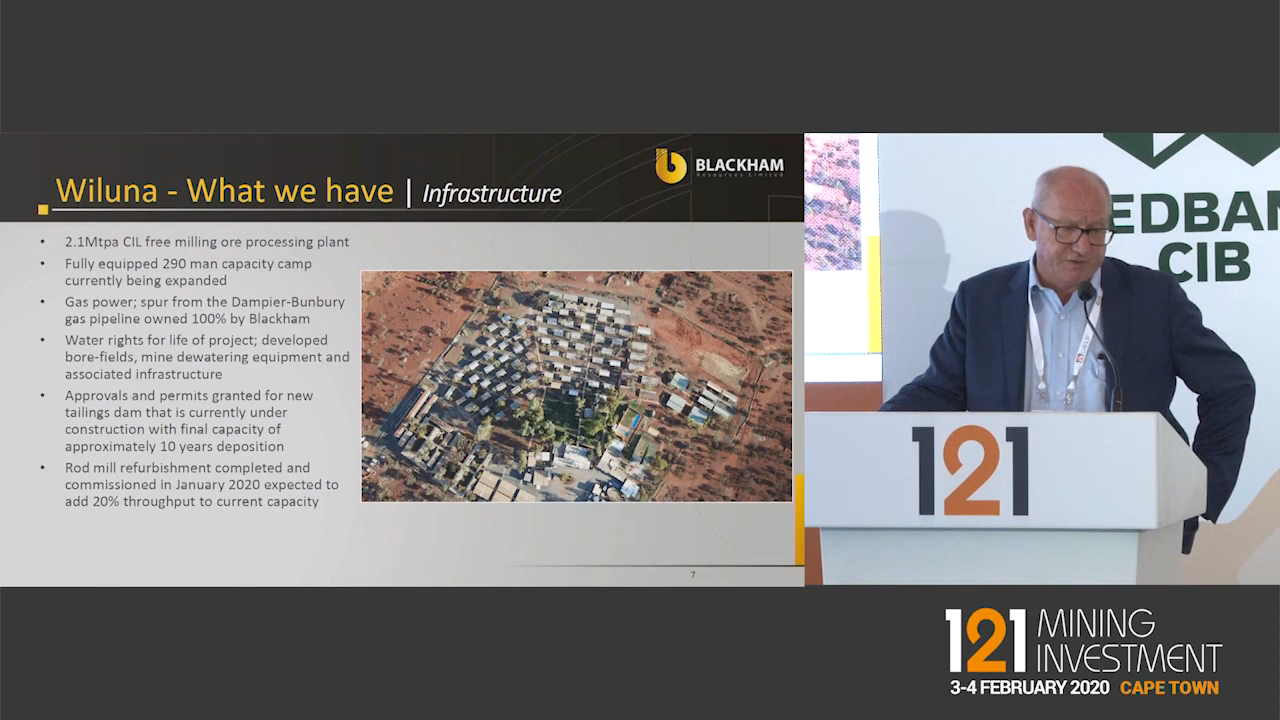 Wiluna - What we have | Infrastructure
BLACKHAM
Resources Limited
• 2.1Mtpa CIL free milling ore processing plant
• Fully equipped 290 man capacity camp
currently being expanded
• Gas power; spur from the Dampier-Bunbury
gas pipeline owned 100% by Blackham
• Water rights for life of project; developed
bore-fields, mine dewatering equipment and
associated infrastructure
• Approvals and permits granted for new
tailings dam that is currently under
construction with final capacity of
approximately 10 years deposition
• Rod mill refurbishment completed and
commissioned in January 2020 expected to
add 20% throughput to current capacity
7
EDBAN
CIB
121
121 MINING
INVESTMENT
3-4 FEBRUARY 2020 CAPE TOWN